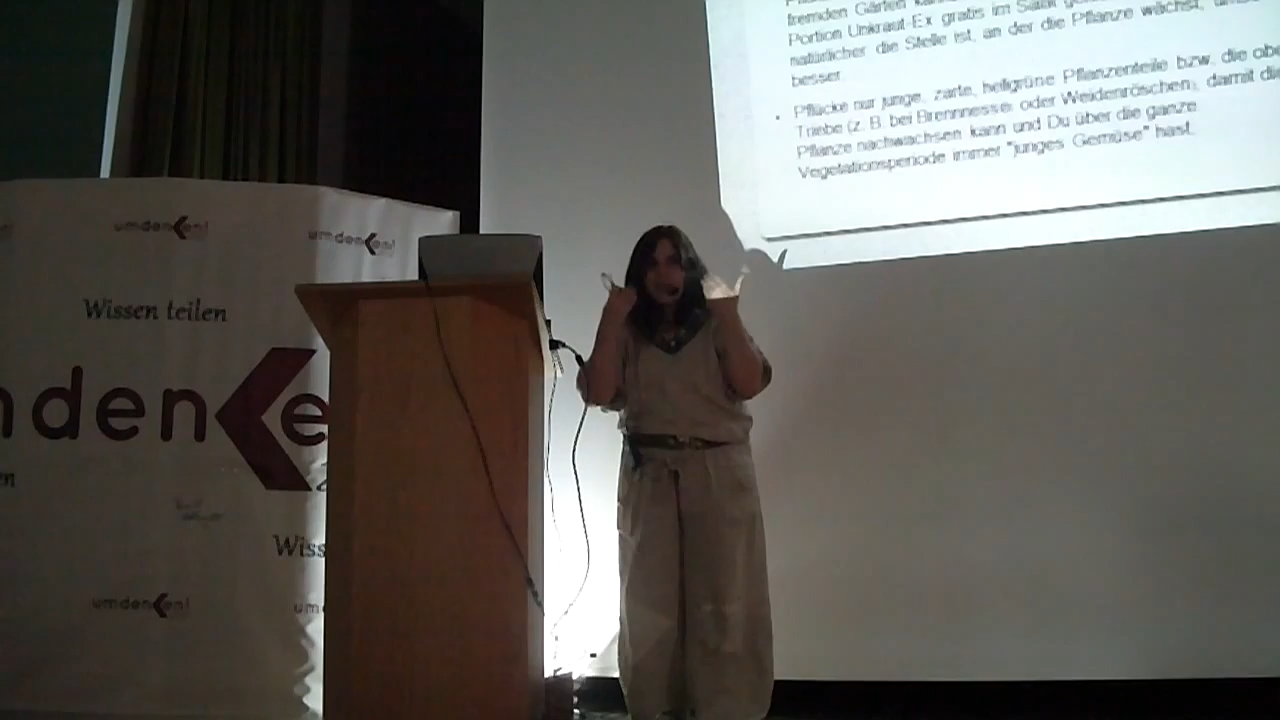 fremden Gärten
Portion Unkraut-Ex gratis im
natürlicher die Stelle ist, an der die Pflanze wächst,
besser
• Pflücke nur junge, zarte, hellgrüne Pflanzenteile bzw. die obe
Triebe (z. B. bei Brennnessel oder Weidenröschen), damit die
Pflanze nachwachsen kann und Du über die ganze
Vegetationsperiode immer "junges Gemüse" hast.
umdenken!
umdenken!
Wissen teilen
nden<e
en
2
Wiss
umdenken!
um